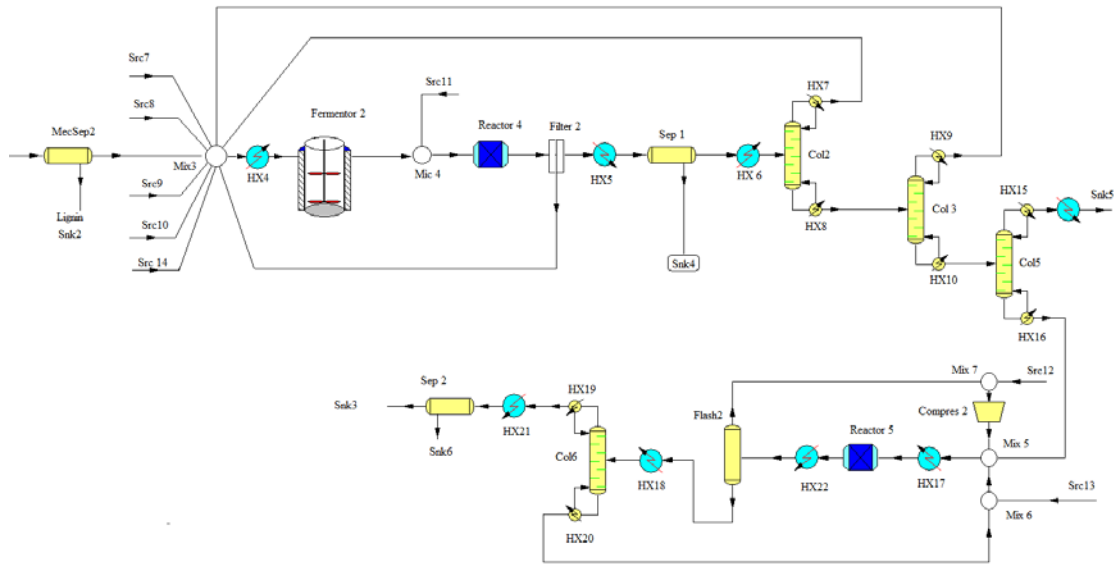 Src7
Src8
MecSep2
Mix3
Lignin
Snk2
Src9
Src10
Src 14
HX4
Fermentor 2
Src11
Mic 4
Reactor 4
Filter 2
HX5
Sep 1
Snk4
HX 6
HX7
Col2
HX8
HX9
Col 3
HX10
HX15
Snk5
Col5
HX16
Mix 7
Src12
Compres 2
Mix 5
Src13
Mix 6
HX17
Reactor 5
HX22
Flash2
HX18
HX19
Col6
HX20
HX21
Sep 2
Snk3
Snk6